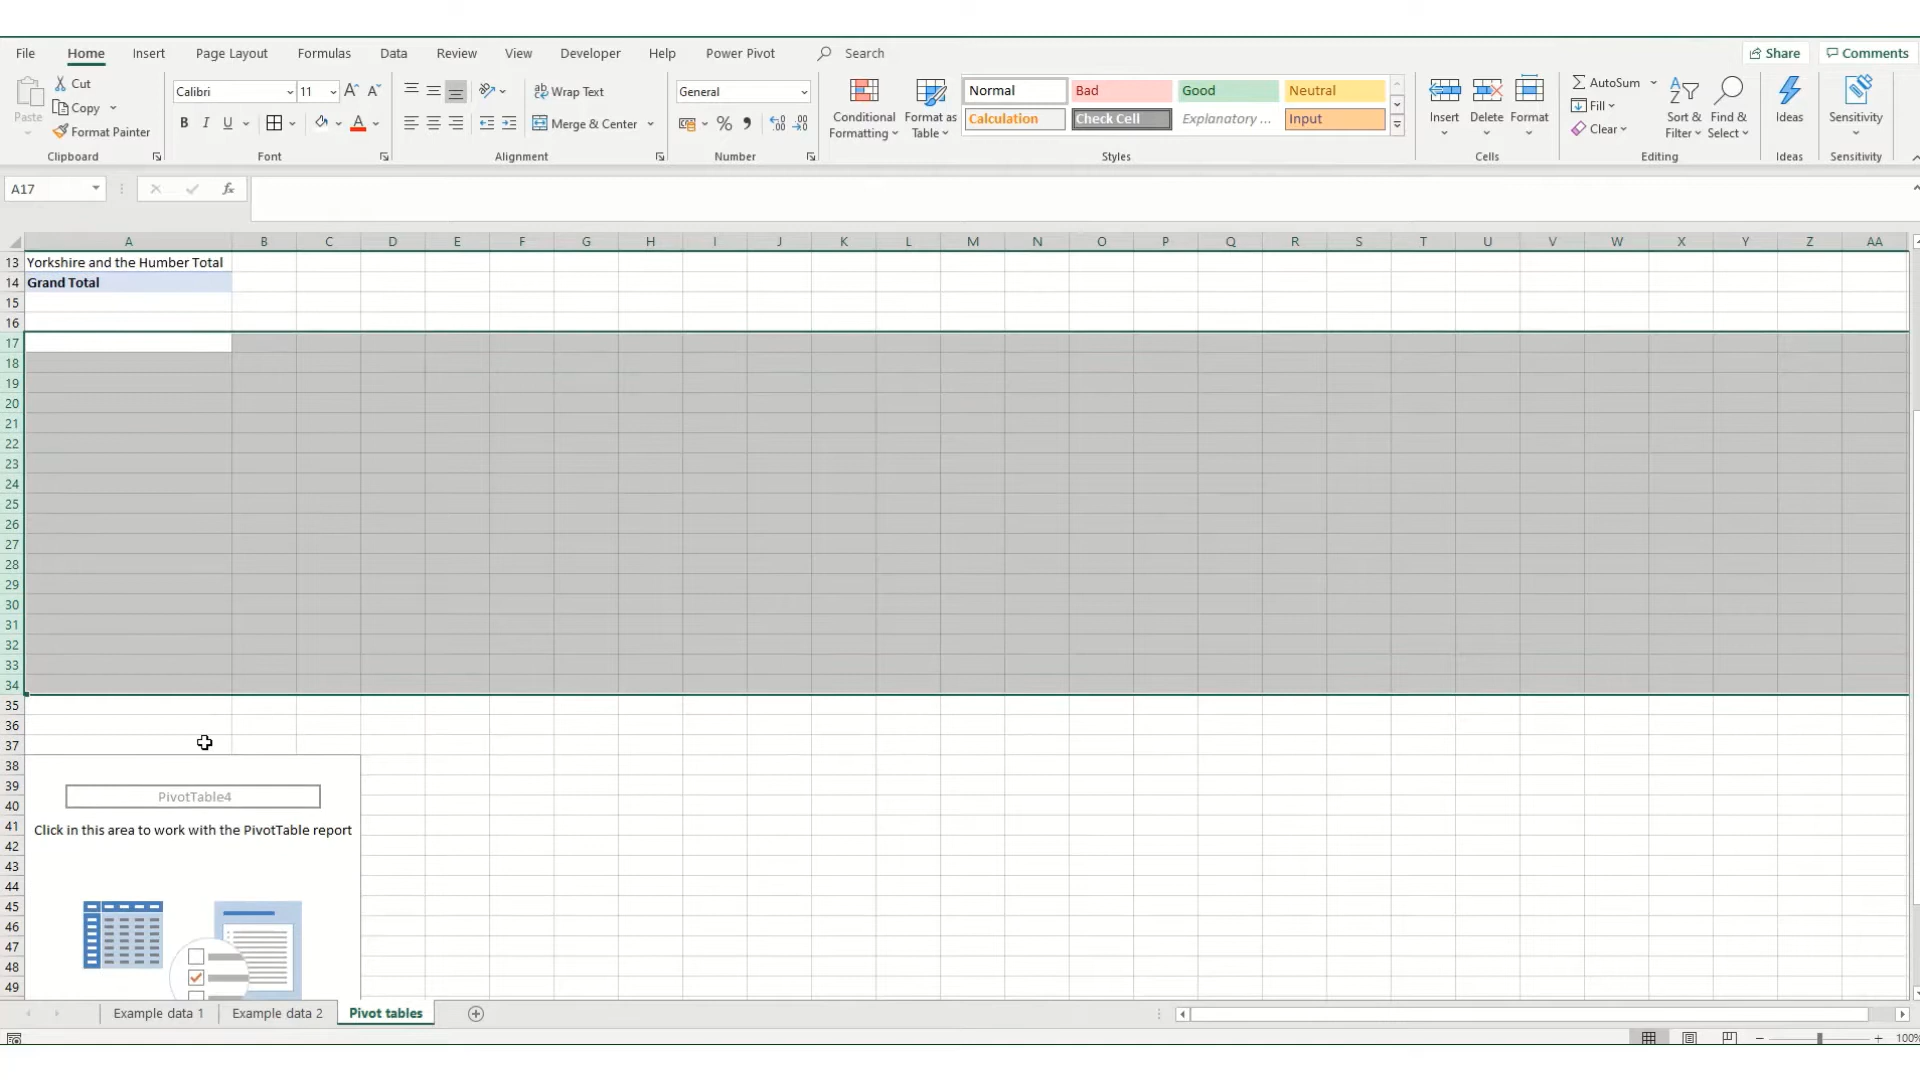 File Home Insert Page Layout Formulas Data Review View Developer Help Power Pivot Search Share Comments
Paste Cut Copy Format Painter Clipboard
Calibri 11 B I U A Font
Wrap Text Merge & Center Alignment
General % , Number
Conditional Formatting Format as Table
Normal Bad Good Neutral
Calculation Check Cell Explanatory ... Input
Styles
Insert Delete Format Cells
AutoSum Fill Clear Sort & Filter Find & Select Editing
Ideas Ideas
Sensitivity Sensitivity
A17 fx
A B C D E F G H I J K L M N O P Q R S T U V W X Y Z AA
13 Yorkshire and the Humber Total
14 Grand Total
15
16
17
18
19
20
21
22
23
24
25
26
27
28
29
30
31
32
33
34
35
36
37
38
39
40 PivotTable4
41 Click in this area to work with the PivotTable report
42
43
44
45
46
47
48
49
Example data 1 Example data 2 Pivot tables
100%